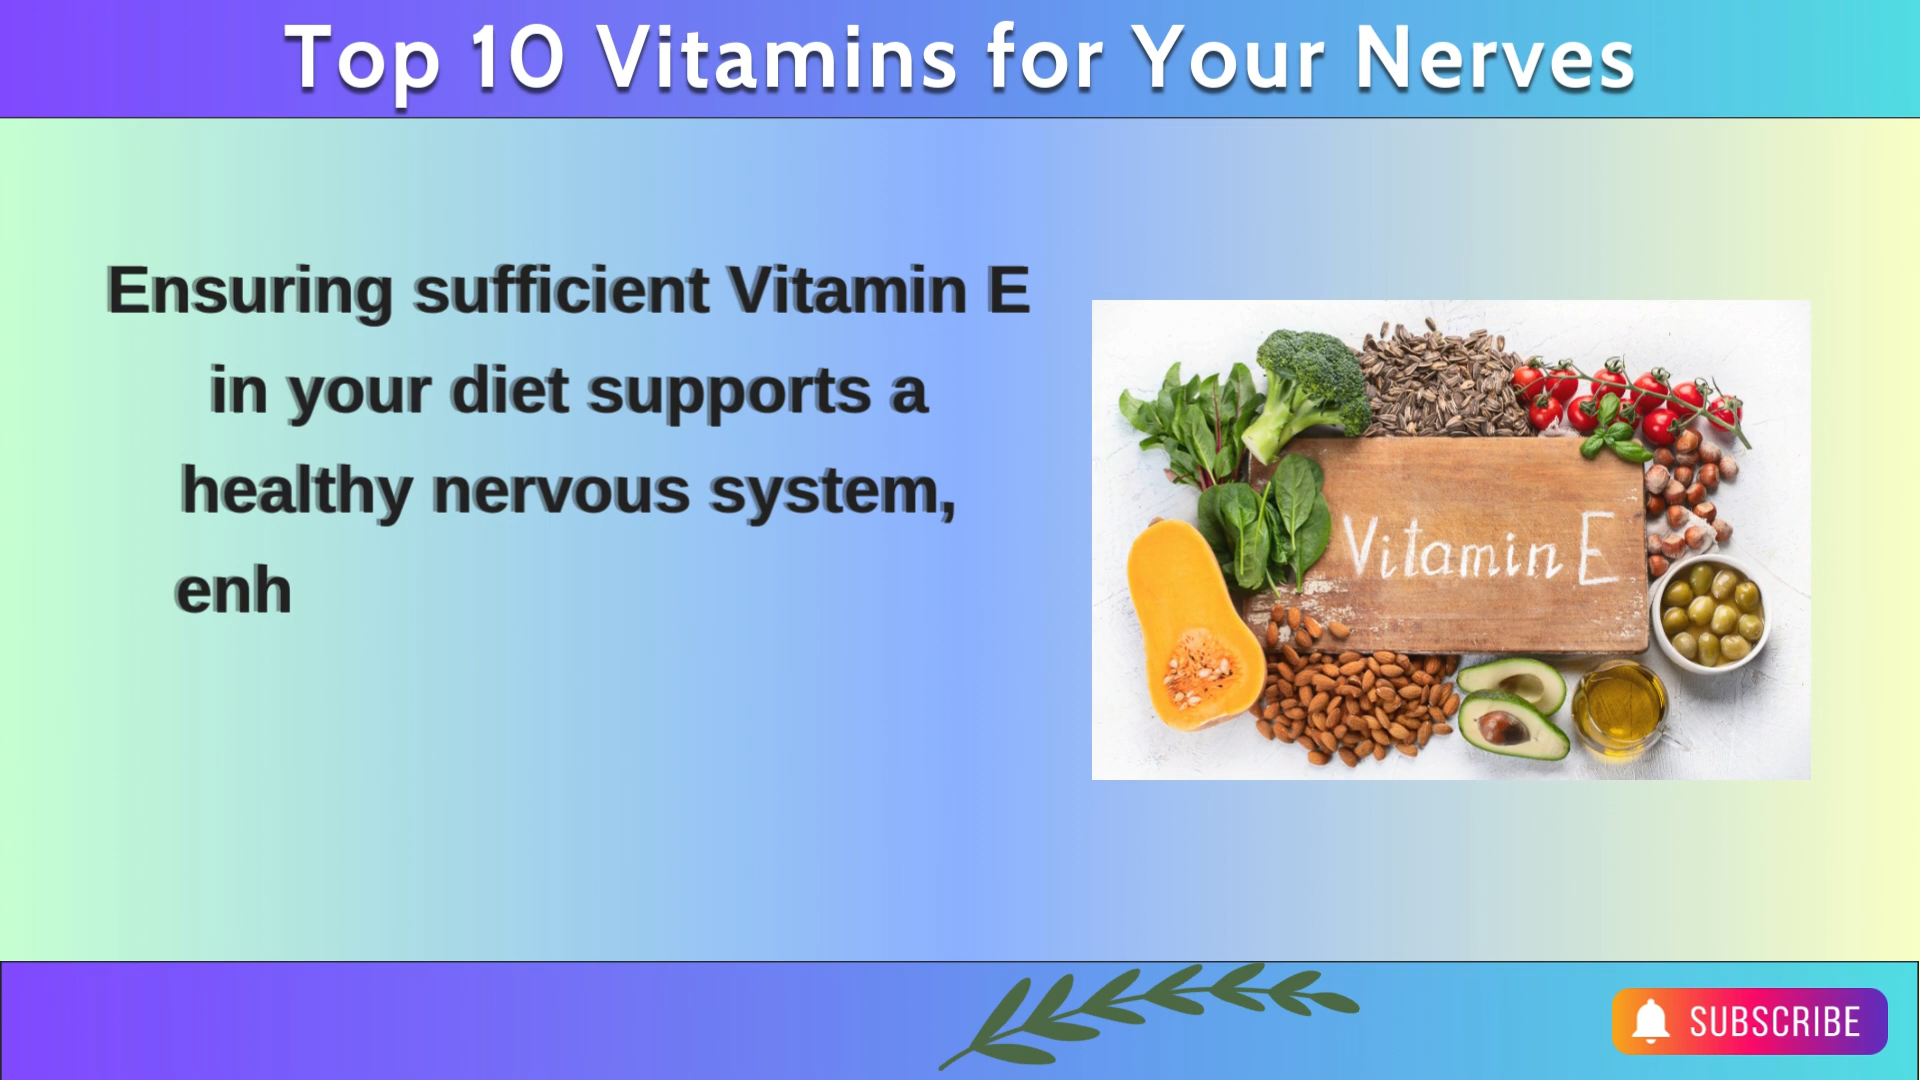 Top 10 Vitamins for Your Nerves
Ensuring sufficient Vitamin E
in your diet supports a
healthy nervous system,
enh
Vitamin E
SUBSCRIBE